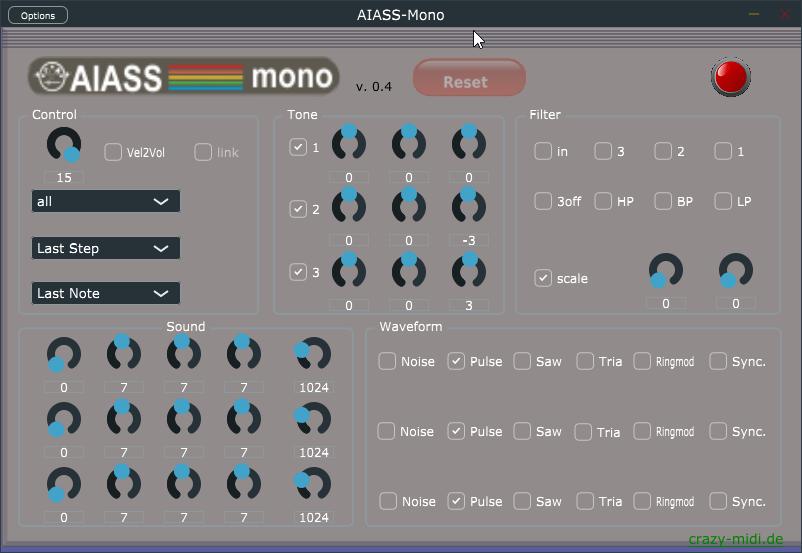 Options
AIASS-Mono
AIASS mono
v. 0.4
Reset
Control
15
Vel2Vol
link
all
Last Step
Last Note
Tone
1
0 0 0
2
0 0 -3
3
0 0 3
Filter
in 3 2 1
3off HP BP LP
scale
0 0
Sound
0 7 7 7 1024
0 7 7 7 1024
0 7 7 7 1024
Waveform
Noise Pulse Saw Tria Ringmod Sync.
Noise Pulse Saw Tria Ringmod Sync.
Noise Pulse Saw Tria Ringmod Sync.
crazy-midi.de